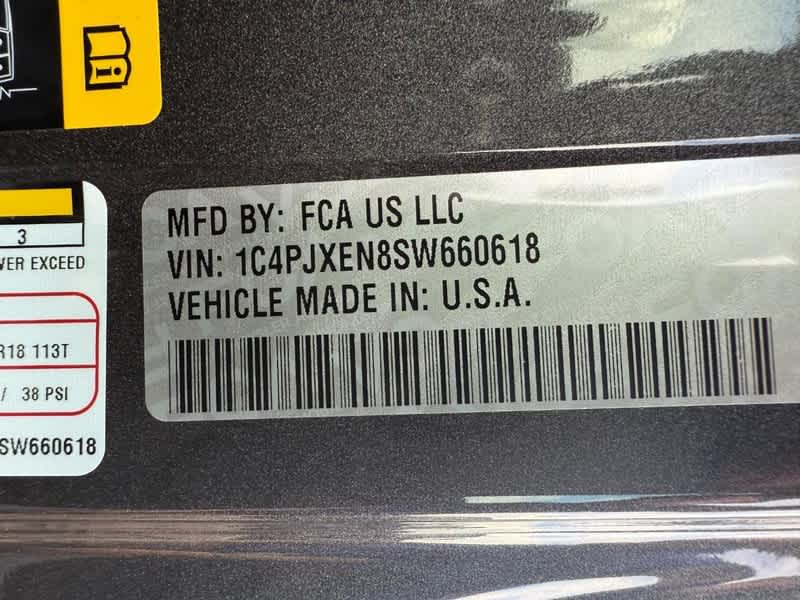 MFD BY: FCA US LLC
VIN: 1C4PJXEN8SW660618
VEHICLE MADE IN: U.S.A.
3
VER EXCEED
R18 113T
/ 38 PSI
SW660618